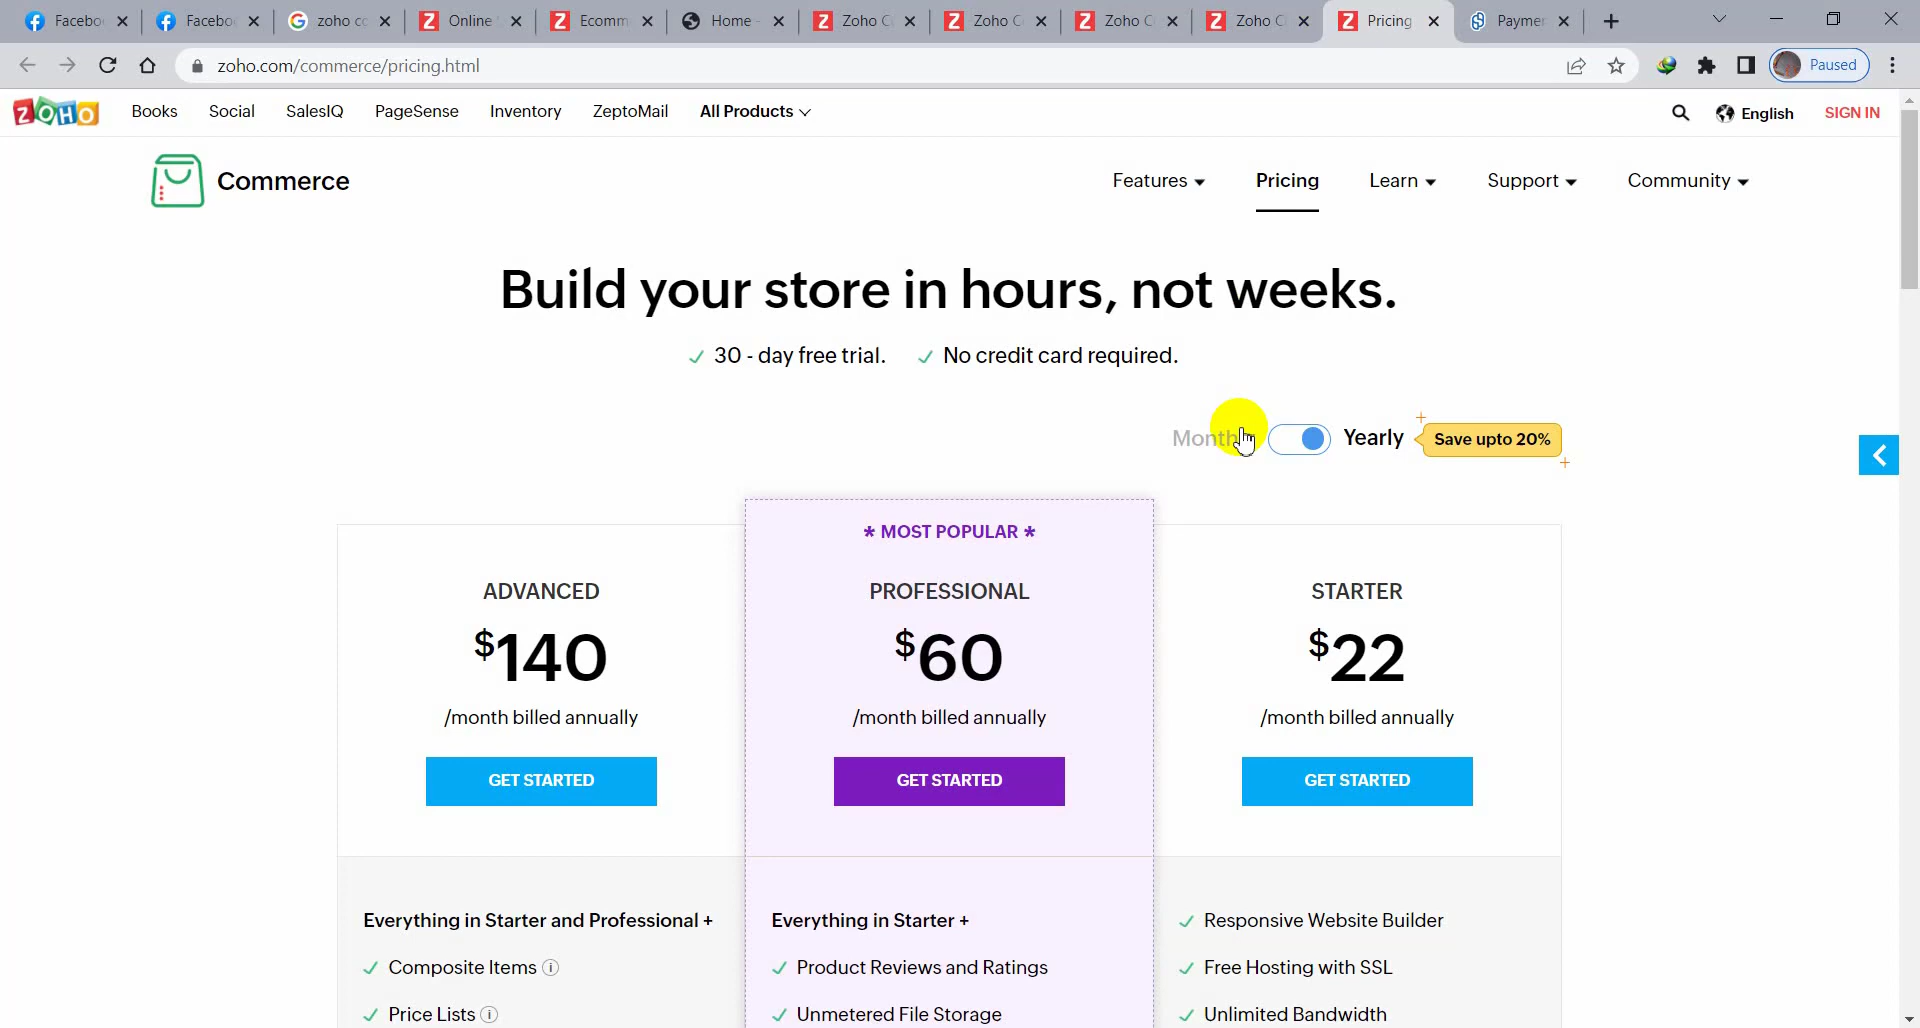 Facebo
Facebo
zoho co
Online
Ecomm
Home
Zoho C
Zoho C
Zoho C
Zoho C
Pricing
Paymen
zoho.com/commerce/pricing.html
Paused
ZOHO
Books
Social
SalesIQ
PageSense
Inventory
ZeptoMail
All Products
English
SIGN IN
Commerce
Features
Pricing
Learn
Support
Community
Build your store in hours, not weeks.
30 - day free trial.
No credit card required.
Month
Yearly
Save upto 20%
* MOST POPULAR *
ADVANCED
$140
/month billed annually
GET STARTED
PROFESSIONAL
$60
/month billed annually
GET STARTED
STARTER
$22
/month billed annually
GET STARTED
Everything in Starter and Professional +
Composite Items
Price Lists
Everything in Starter +
Product Reviews and Ratings
Unmetered File Storage
Responsive Website Builder
Free Hosting with SSL
Unlimited Bandwidth